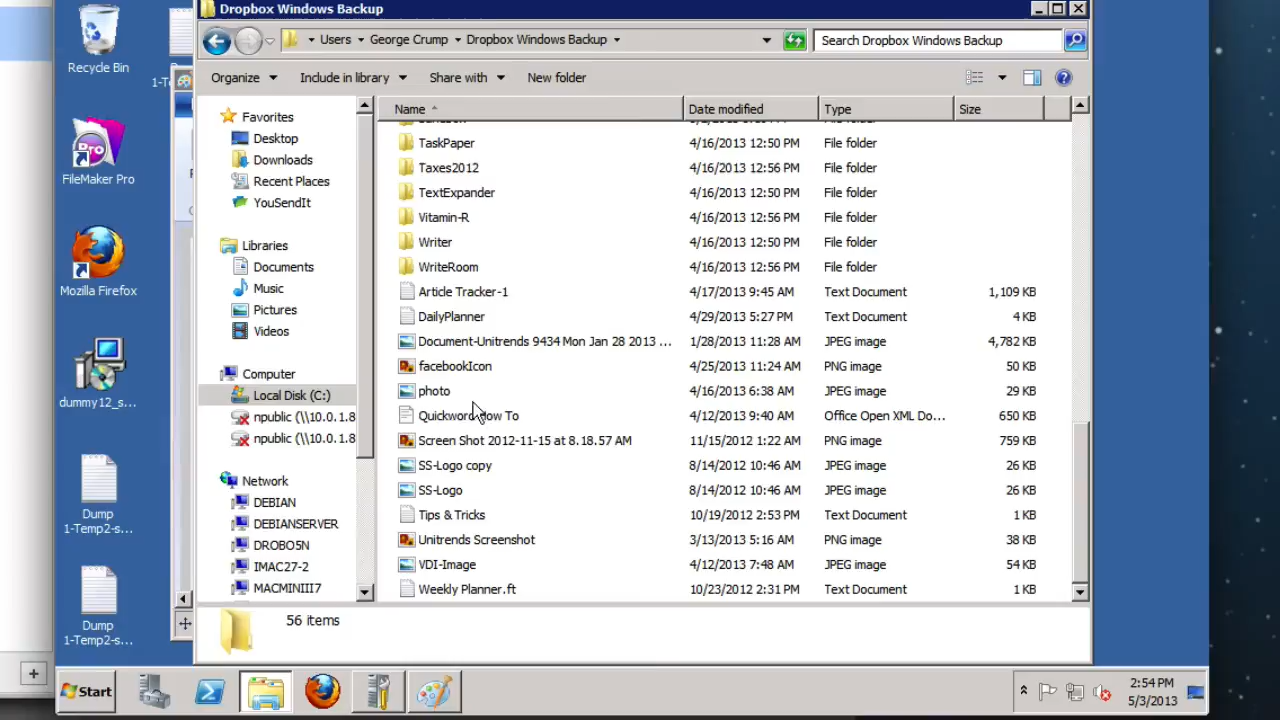 Dropbox Windows Backup
Users
George Crump
Dropbox Windows Backup
Search Dropbox Windows Backup
Organize
Include in library
Share with
New folder
Recycle Bin
FileMaker Pro
Mozilla Firefox
dummy12_s...
Dump
1-Temp2-s...
Dump
1-Temp2-s...
Favorites
Desktop
Downloads
Recent Places
YouSendIt
Libraries
Documents
Music
Pictures
Videos
Computer
Local Disk (C:)
npublic (\\10.0.1.8
npublic (\\10.0.1.8
Network
DEBIAN
DEBIANSERVER
DROBO5N
IMAC27-2
MACMINIII7
Name Date modified Type Size
TaskPaper 4/16/2013 12:50 PM File folder
Taxes2012 4/16/2013 12:56 PM File folder
TextExpander 4/16/2013 12:50 PM File folder
Vitamin-R 4/16/2013 12:56 PM File folder
Writer 4/16/2013 12:50 PM File folder
WriteRoom 4/16/2013 12:56 PM File folder
Article Tracker-1 4/17/2013 9:45 AM Text Document 1,109 KB
DailyPlanner 4/29/2013 5:27 PM Text Document 4 KB
Document-Unitrends 9434 Mon Jan 28 2013 ... 1/28/2013 11:28 AM JPEG image 4,782 KB
facebookIcon 4/25/2013 11:24 AM PNG image 50 KB
photo 4/16/2013 6:38 AM JPEG image 29 KB
Quickword How To 4/12/2013 9:40 AM Office Open XML Do... 650 KB
Screen Shot 2012-11-15 at 8.18.57 AM 11/15/2012 1:22 AM PNG image 759 KB
SS-Logo copy 8/14/2012 10:46 AM JPEG image 26 KB
SS-Logo 8/14/2012 10:46 AM JPEG image 26 KB
Tips & Tricks 10/19/2012 2:53 PM Text Document 1 KB
Unitrends Screenshot 3/13/2013 5:16 AM PNG image 38 KB
VDI-Image 4/12/2013 7:48 AM JPEG image 54 KB
Weekly Planner.ft 10/23/2012 2:31 PM Text Document 1 KB
56 items
Start
2:54 PM
5/3/2013